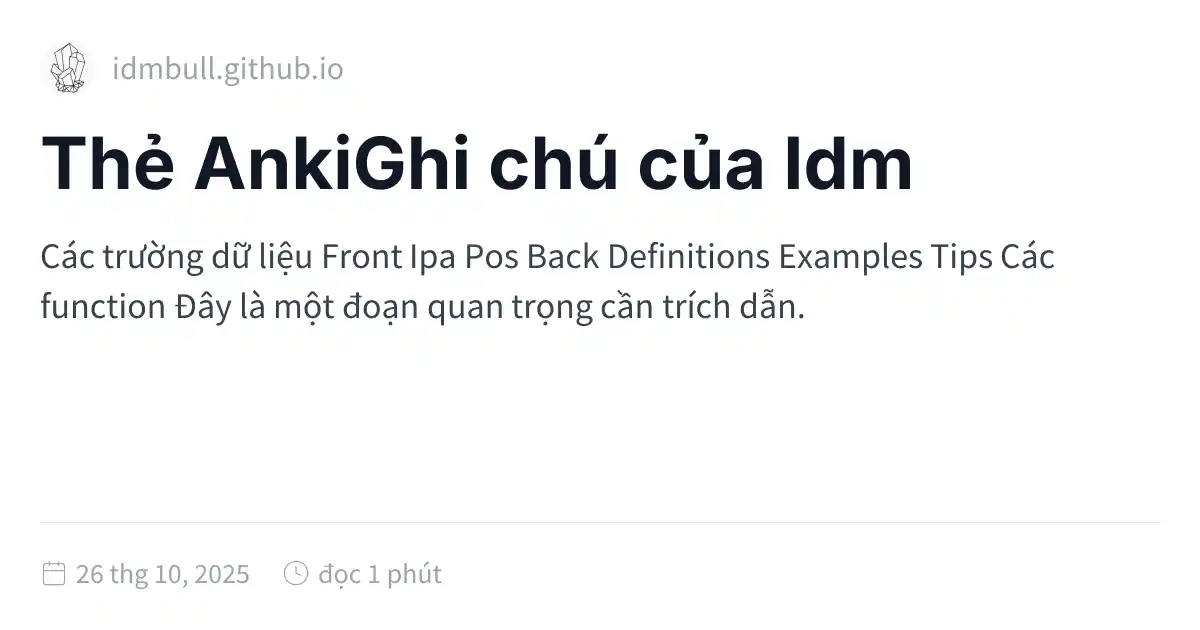 idmbull.github.io
Thẻ AnkiGhi chú của Idm
Các trường dữ liệu Front Ipa Pos Back Definitions Examples Tips Các
function Đây là một đoạn quan trọng cần trích dẫn.
26 thg 10, 2025 đọc 1 phút